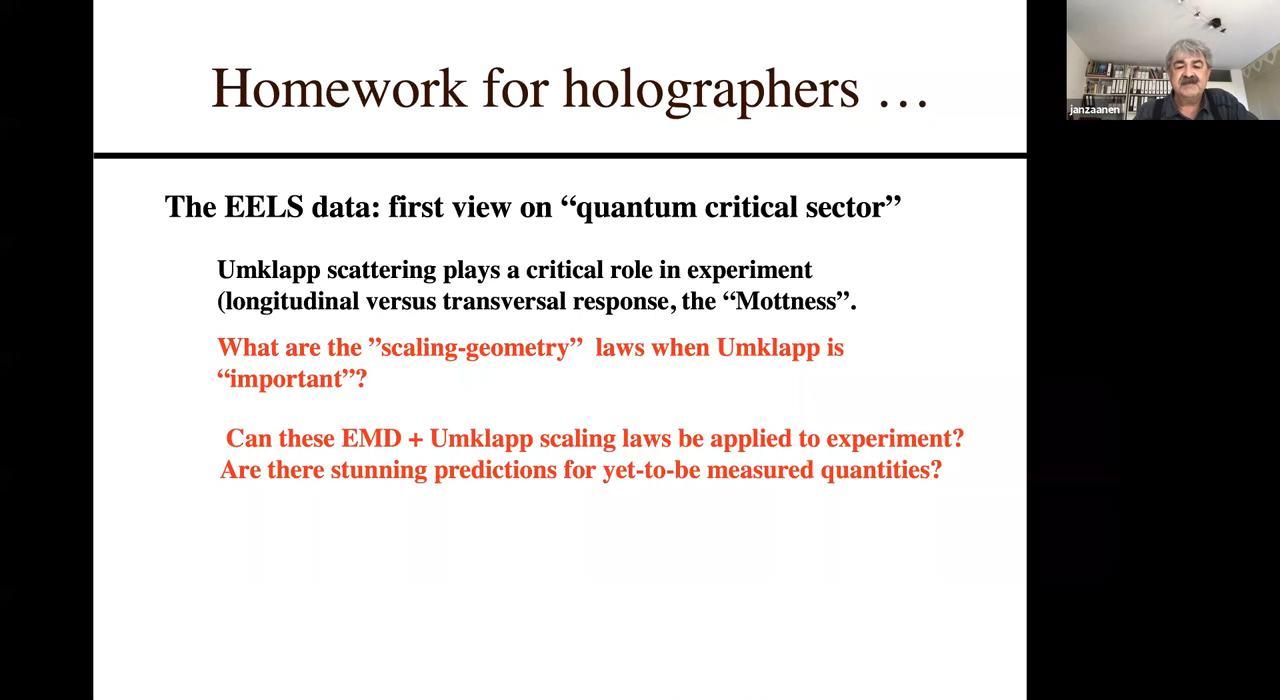 Homework for holographers …
janzaanen
The EELS data: first view on “quantum critical sector”
Umklapp scattering plays a critical role in experiment
(longitudinal versus transversal response, the “Mottness”.
What are the ”scaling-geometry” laws when Umklapp is
“important”?
Can these EMD + Umklapp scaling laws be applied to experiment?
Are there stunning predictions for yet-to-be measured quantities?